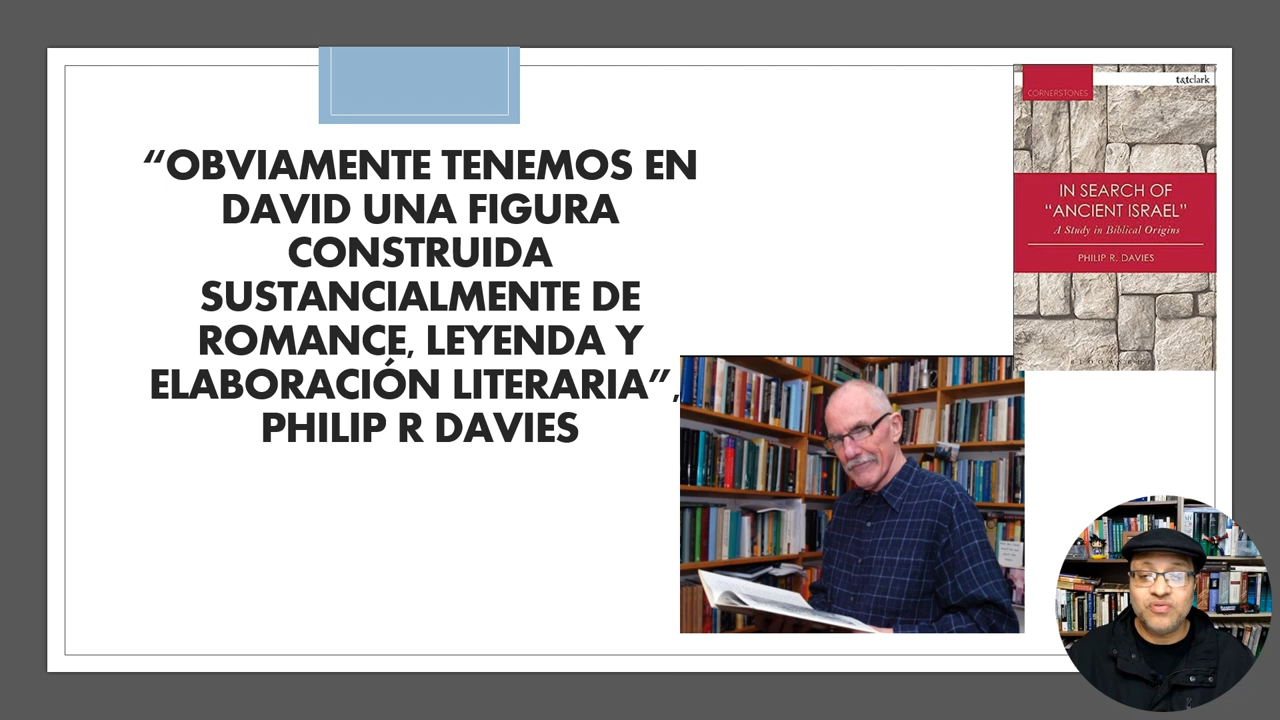 “OBVIAMENTE TENEMOS EN
DAVID UNA FIGURA
CONSTRUIDA
SUSTANCIALMENTE DE
ROMANCE, LEYENDA Y
ELABORACIÓN LITERARIA”,
PHILIP R DAVIES
t&tclark
CORNERSTONES
IN SEARCH OF
“ANCIENT ISRAEL”
A Study in Biblical Origins
PHILIP R. DAVIES